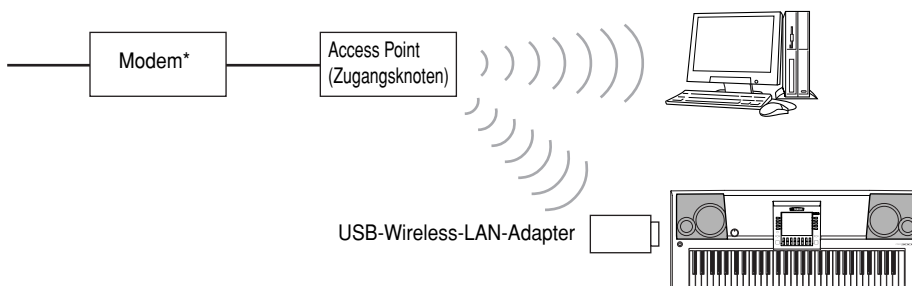 Modem*
Access Point
(Zugangsknoten)
USB-Wireless-LAN-Adapter